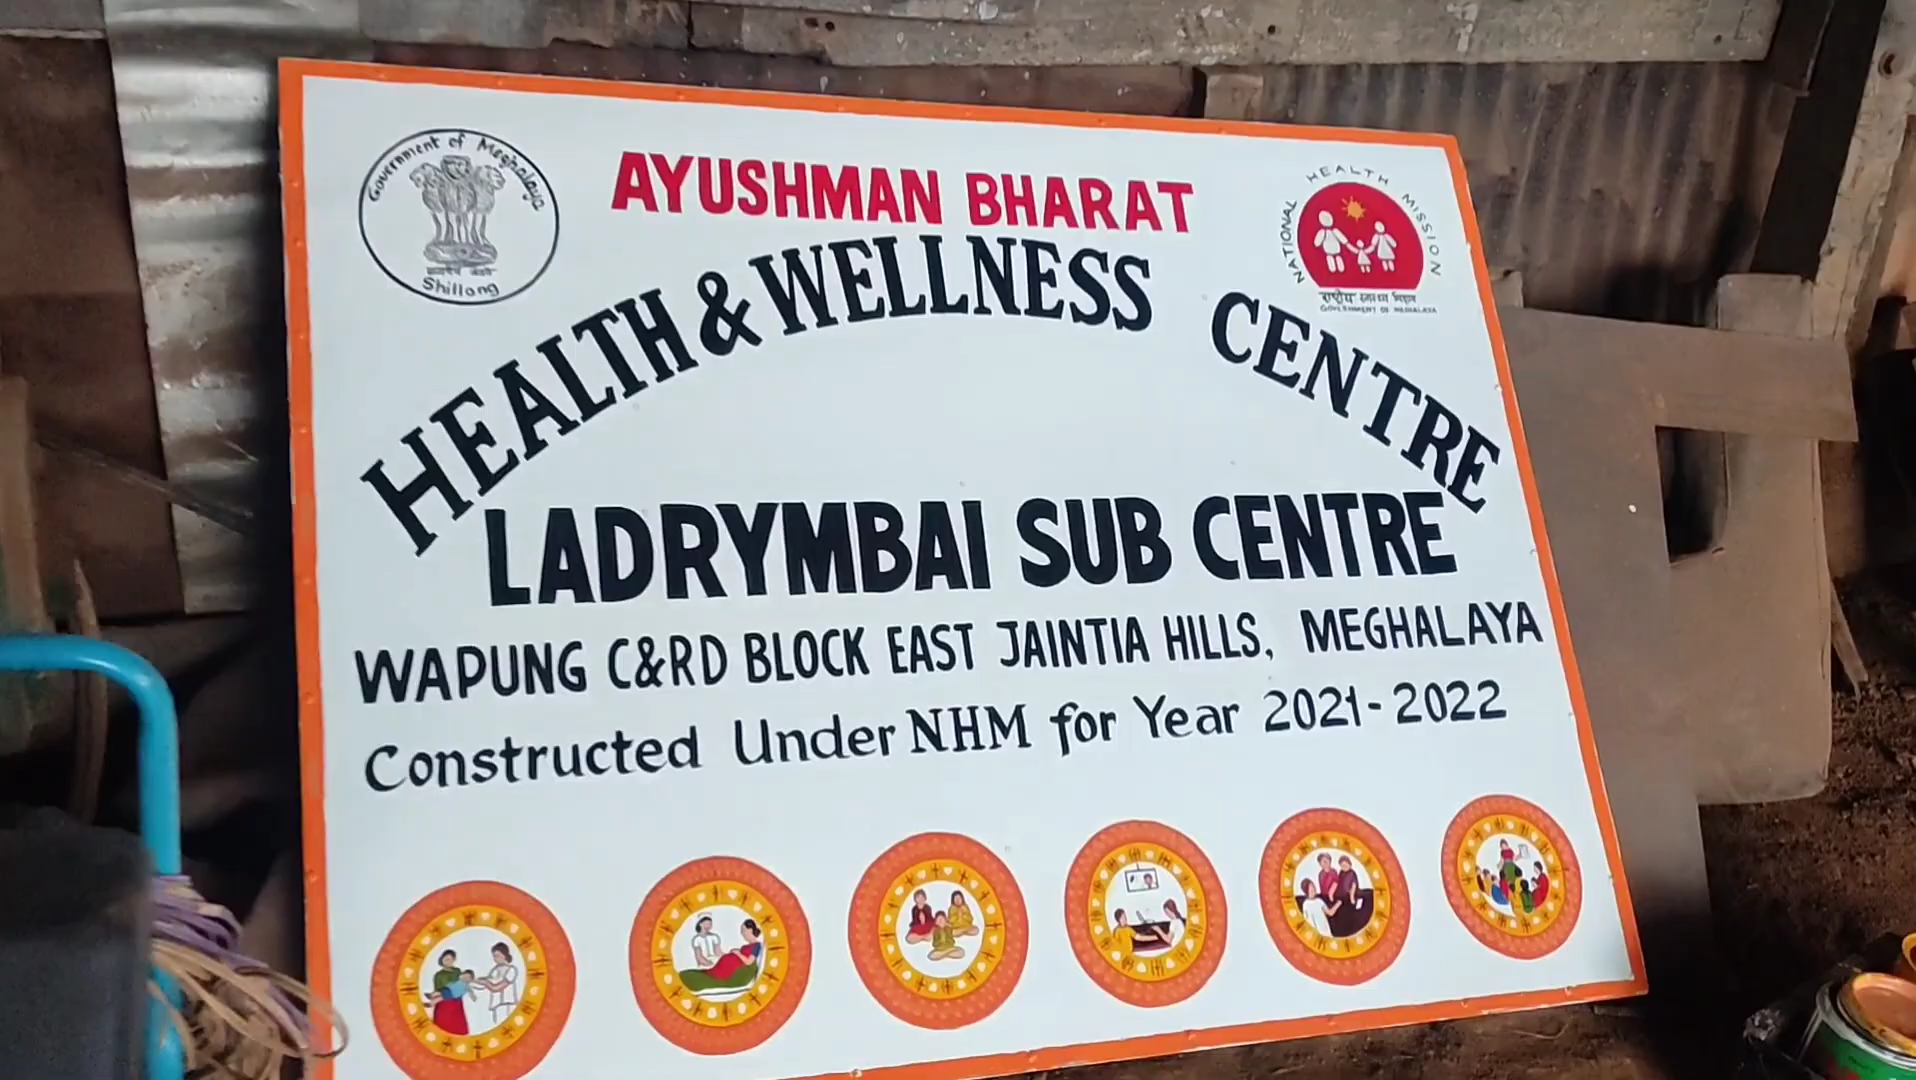 Government of Meghalaya
Shillong
AYUSHMAN BHARAT
NATIONAL HEALTH MISSION
राष्ट्रीय स्वास्थ्य मिशन
GOVERNMENT OF MEGHALAYA
HEALTH & WELLNESS CENTRE
LADRYMBAI SUB CENTRE
WAPUNG C&RD BLOCK EAST JAINTIA HILLS, MEGHALAYA
Constructed Under NHM for Year 2021-2022